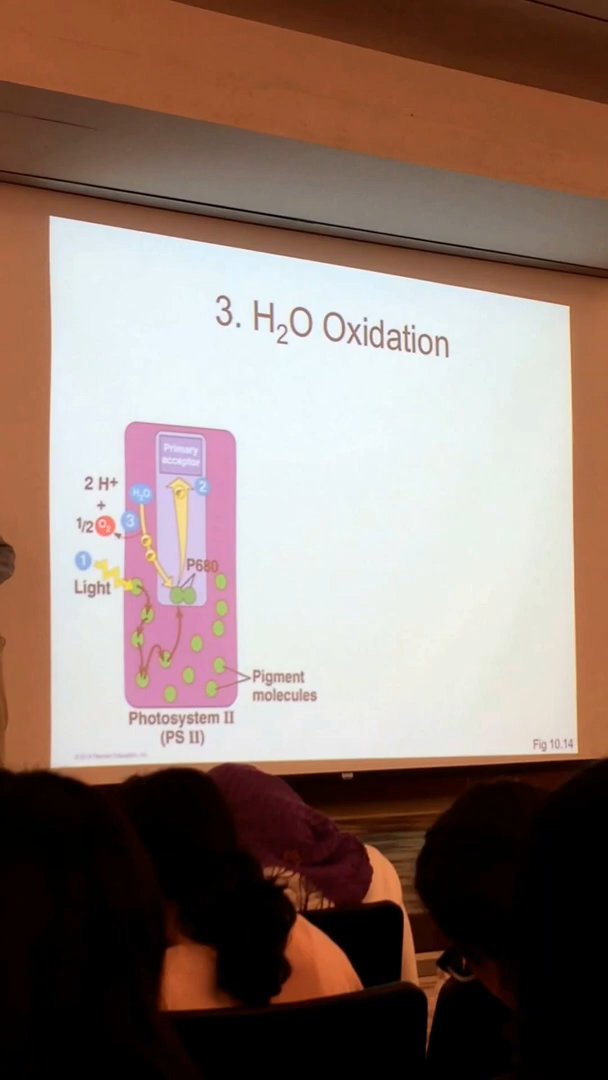 3. H₂O Oxidation
Primary
acceptor
2 H+
+
1/2 O₂
H₂O
e⁻
2
3
1
Light
P680
Pigment
molecules
Photosystem II
(PS II)
Fig 10.14